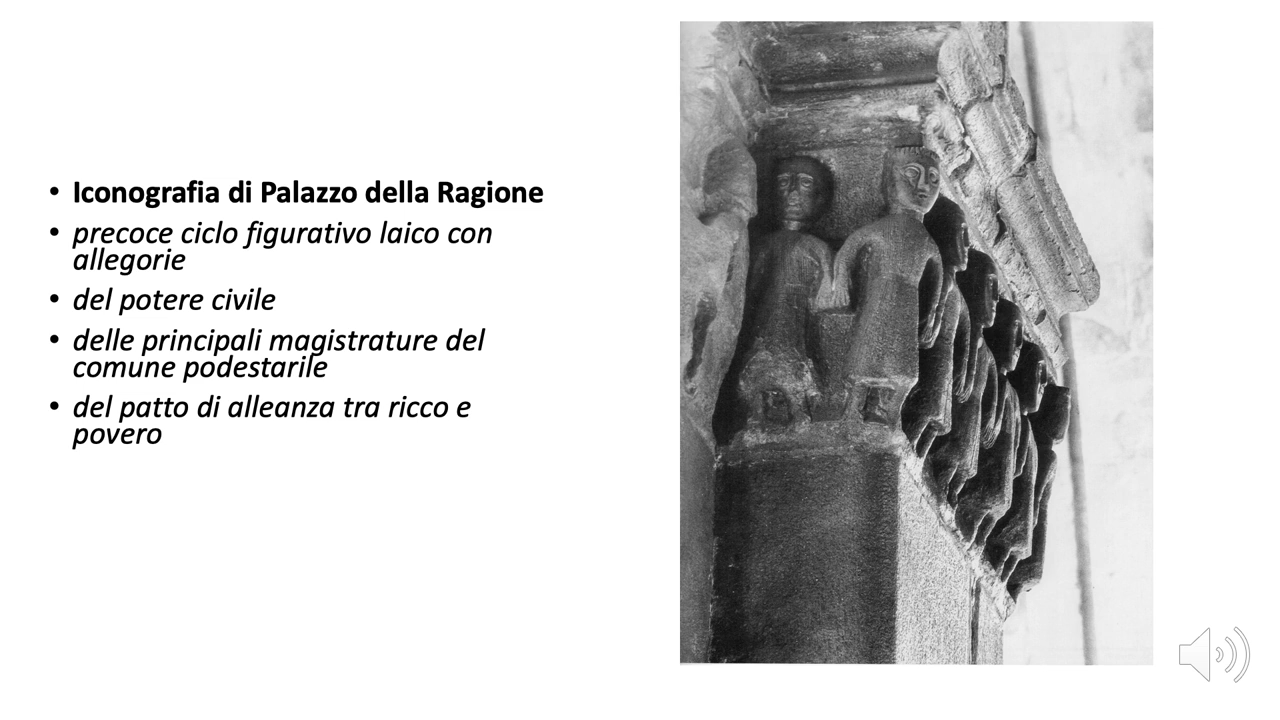 • Iconografia di Palazzo della Ragione
• precoce ciclo figurativo laico con
allegorie
• del potere civile
• delle principali magistrature del
comune podestarile
• del patto di alleanza tra ricco e
povero